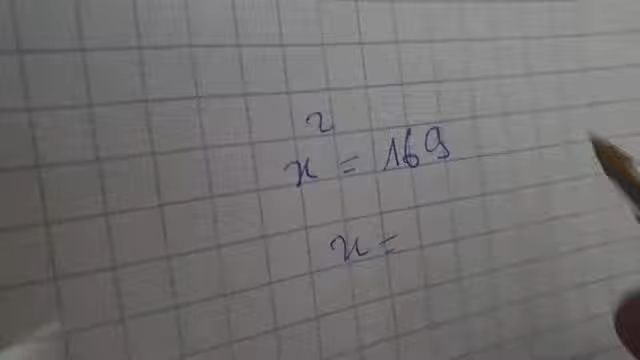 x² = 169
x =